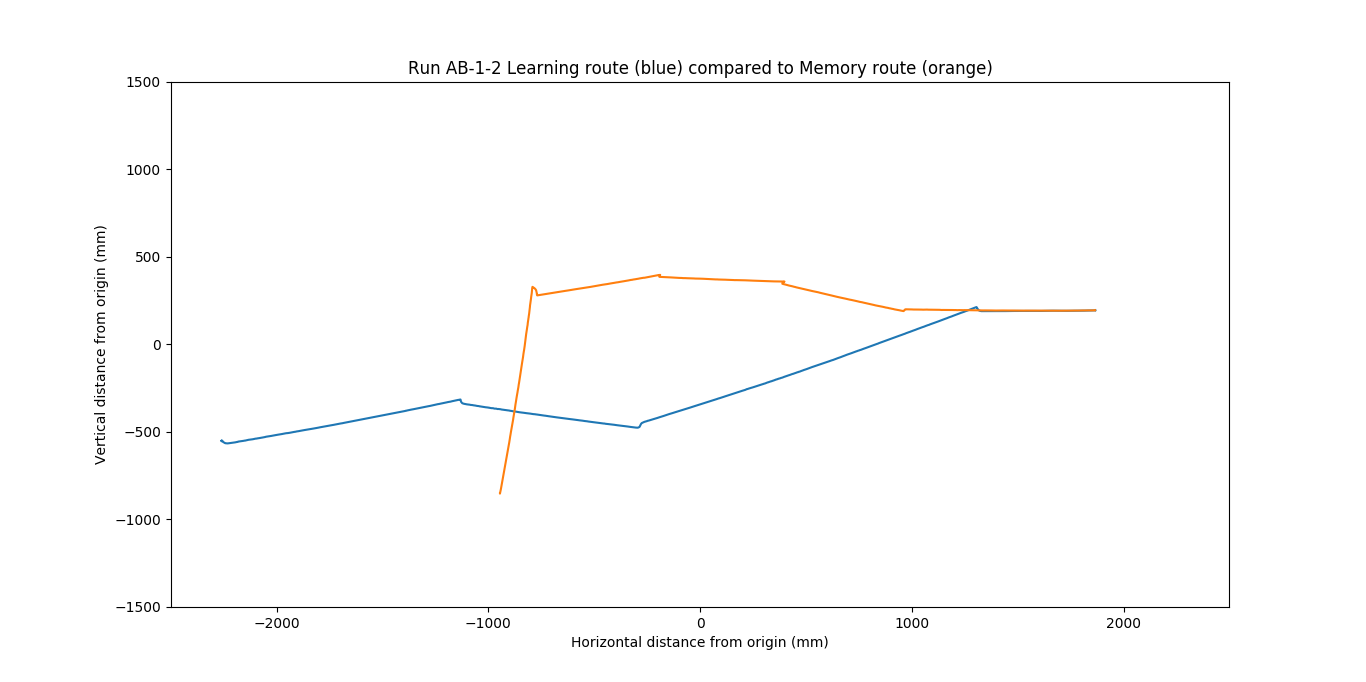 Run AB-1-2 Learning route (blue) compared to Memory route (orange)
1500
1000
500
0
−500
−1000
−1500
Vertical distance from origin (mm)
−2000 −1000 0 1000 2000
Horizontal distance from origin (mm)